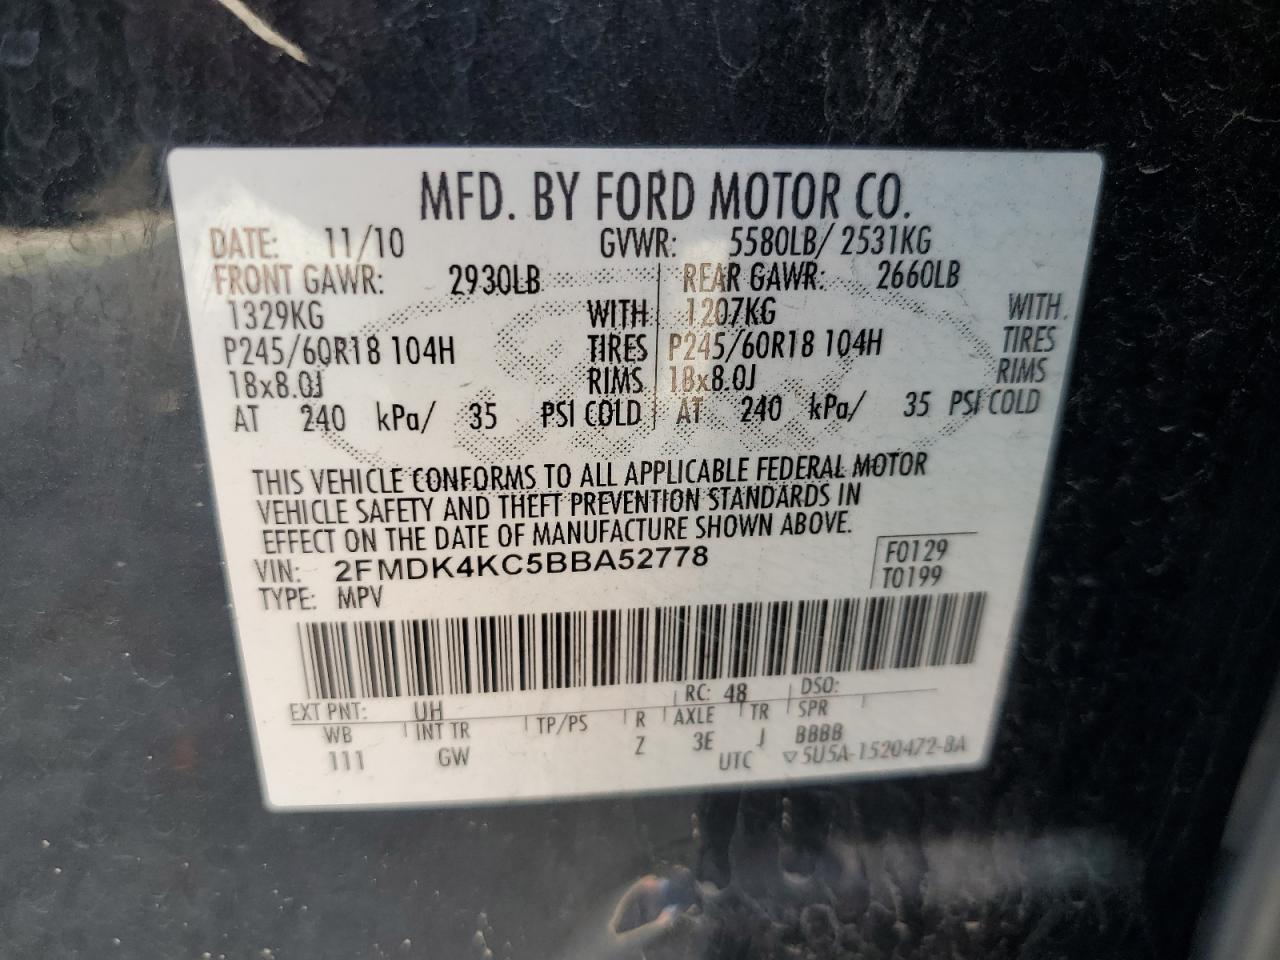 MFD. BY FORD MOTOR CO.
DATE: 11/10 GVWR: 5580LB/ 2531KG
FRONT GAWR: 2930LB REAR GAWR: 2660LB
1329KG WITH 1207KG WITH
P245/60R18 104H TIRES P245/60R18 104H TIRES
18x8.0J RIMS 18x8.0J RIMS
AT 240 kPa/ 35 PSI COLD AT 240 kPa/ 35 PSI COLD
THIS VEHICLE CONFORMS TO ALL APPLICABLE FEDERAL MOTOR
VEHICLE SAFETY AND THEFT PREVENTION STANDARDS IN
EFFECT ON THE DATE OF MANUFACTURE SHOWN ABOVE.
VIN: 2FMDK4KC5BBA52778 F0129
TYPE: MPV T0199
EXT PNT: UH RC: 48 DSO:
WB INT TR TP/PS R AXLE TR SPR
111 GW Z 3E J BBBB
UTC ▽5U5A-1520472-BA